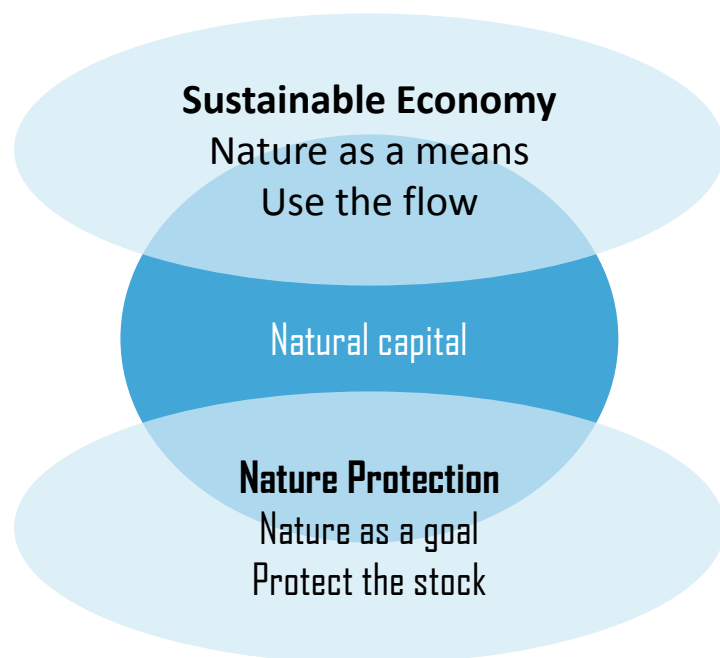 Sustainable Economy
Nature as a means
Use the flow
Natural capital
Nature Protection
Nature as a goal
Protect the stock